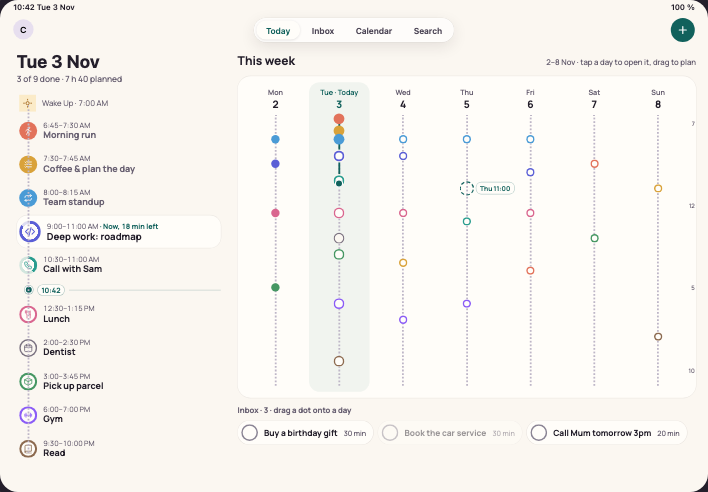 10:42 Tue 3 Nov
100 %
C
Today
Inbox
Calendar
Search
+
Tue 3 Nov
3 of 9 done · 7 h 40 planned
Wake Up · 7:00 AM
6:45–7:30 AM
Morning run
7:30–7:45 AM
Coffee & plan the day
8:00–8:15 AM
Team standup
9:00–11:00 AM · Now, 18 min left
Deep work: roadmap
10:30–11:00 AM
Call with Sam
10:42
12:30–1:15 PM
Lunch
2:00–2:30 PM
Dentist
3:00–3:45 PM
Pick up parcel
6:00–7:00 PM
Gym
9:30–10:00 PM
Read
This week
2–8 Nov · tap a day to open it, drag to plan
Mon
2
Tue · Today
3
Wed
4
Thu
5
Fri
6
Sat
7
Sun
8
7
Thu 11:00
12
5
10
Inbox · 3 · drag a dot onto a day
Buy a birthday gift 30 min
Book the car service 30 min
Call Mum tomorrow 3pm 20 min